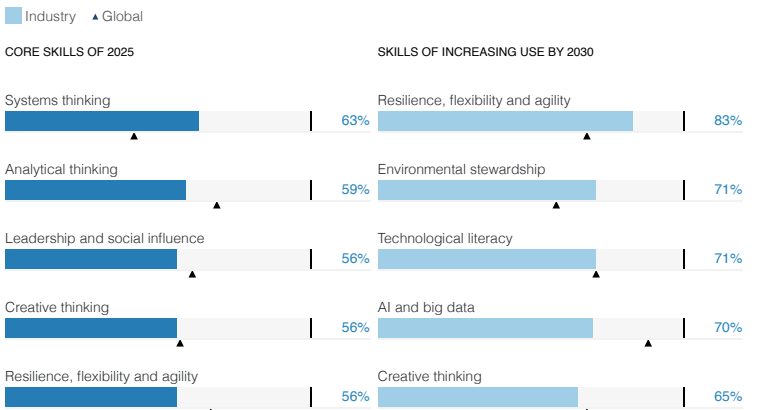 Industry Global
CORE SKILLS OF 2025
Systems thinking
63%
Analytical thinking
59%
Leadership and social influence
56%
Creative thinking
56%
Resilience, flexibility and agility
56%
SKILLS OF INCREASING USE BY 2030
Resilience, flexibility and agility
83%
Environmental stewardship
71%
Technological literacy
71%
AI and big data
70%
Creative thinking
65%